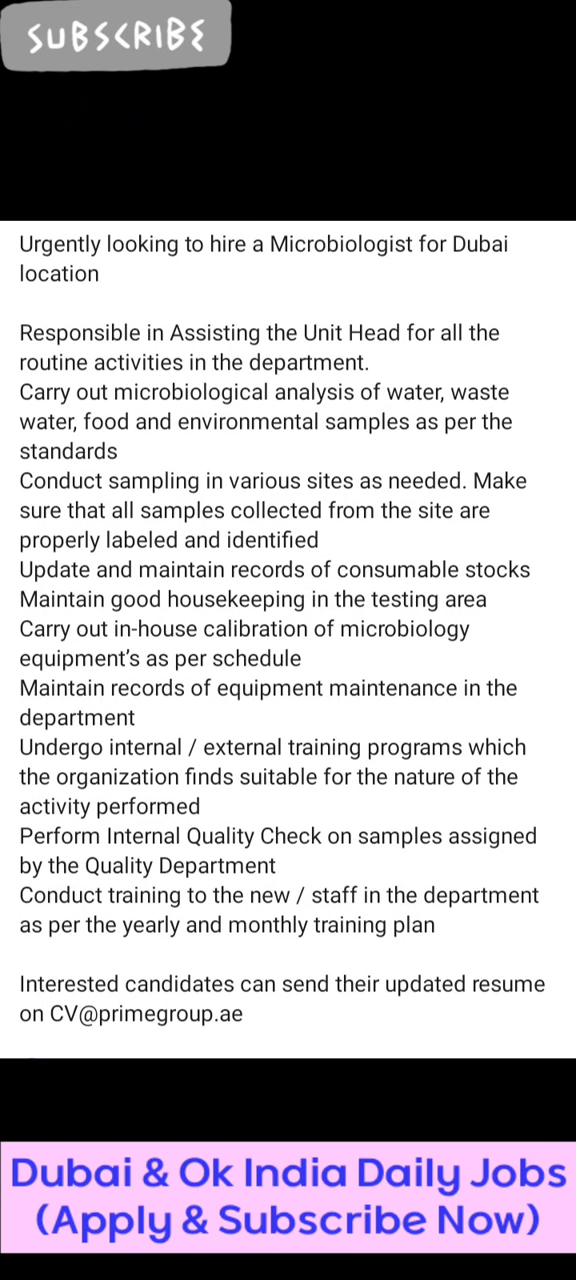 SUBSCRIBE
Urgently looking to hire a Microbiologist for Dubai
location
Responsible in Assisting the Unit Head for all the
routine activities in the department.
Carry out microbiological analysis of water, waste
water, food and environmental samples as per the
standards
Conduct sampling in various sites as needed. Make
sure that all samples collected from the site are
properly labeled and identified
Update and maintain records of consumable stocks
Maintain good housekeeping in the testing area
Carry out in-house calibration of microbiology
equipment’s as per schedule
Maintain records of equipment maintenance in the
department
Undergo internal / external training programs which
the organization finds suitable for the nature of the
activity performed
Perform Internal Quality Check on samples assigned
by the Quality Department
Conduct training to the new / staff in the department
as per the yearly and monthly training plan
Interested candidates can send their updated resume
on CV@primegroup.ae
Dubai & Ok India Daily Jobs
(Apply & Subscribe Now)